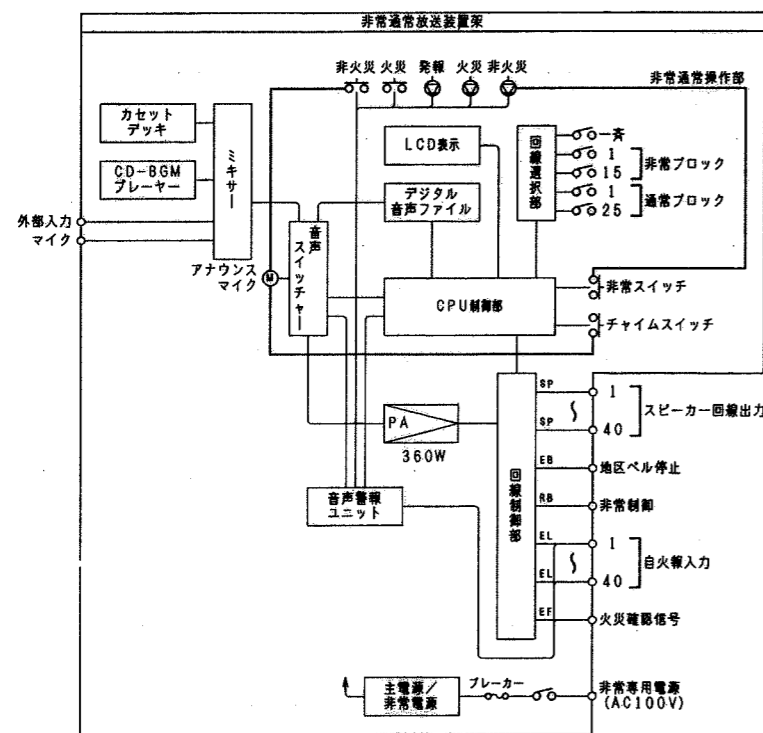 非常通常放送装置架
非火災 火災 発報 火災 非火災
非常通常操作部
カセット
デッキ
CD-BGM
プレーヤー
ミキサー
外部入力
マイク
アナウンス
マイク
M
音声
スイッチャー
LCD表示
デジタル
音声ファイル
CPU制御部
回線選択部
一斉
1
15
非常ブロック
1
25
通常ブロック
非常スイッチ
チャイムスイッチ
PA
360W
音声警報
ユニット
回線制御部
SP 1
スピーカー回線出力
SP 40
EB 地区ベル停止
RB 非常制御
EL 1
自火報入力
EL 40
EF 火災確認信号
主電源/
非常電源
ブレーカー
非常専用電源
(AC100V)